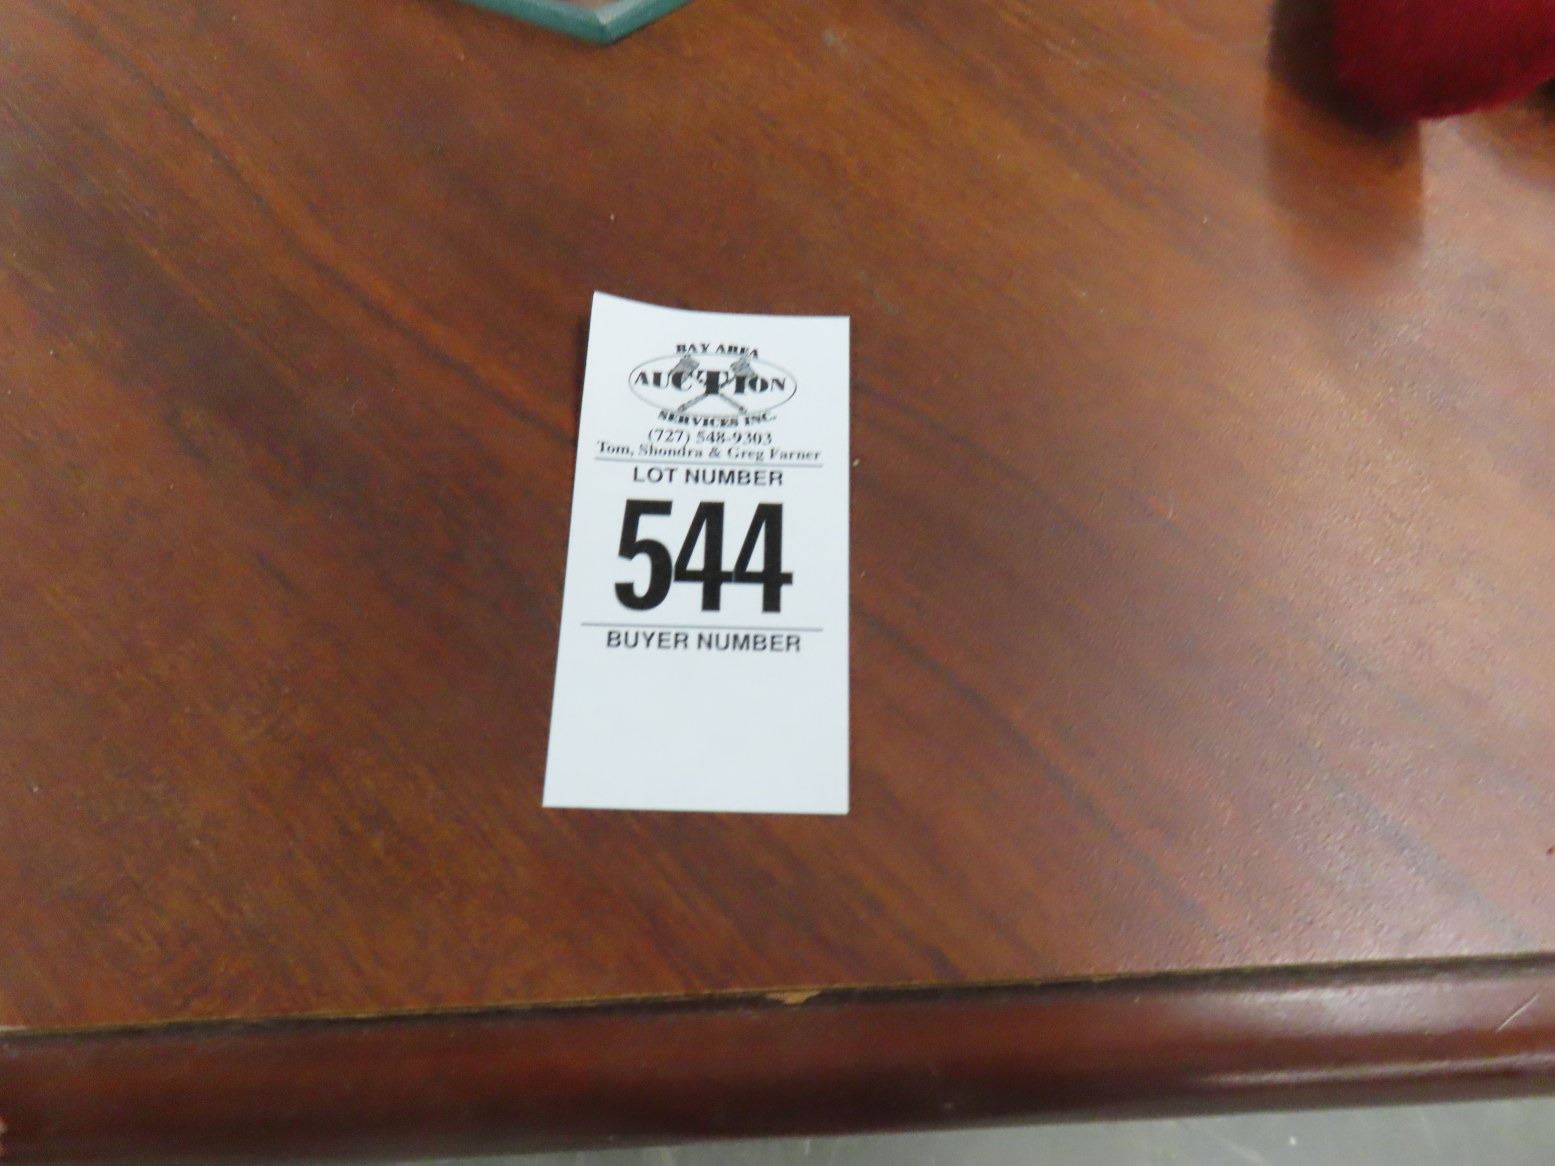 BAY AREA
AUCTION
SERVICES INC.
(727) 548-9303
Tom, Shondra & Greg Farner
LOT NUMBER
544
BUYER NUMBER